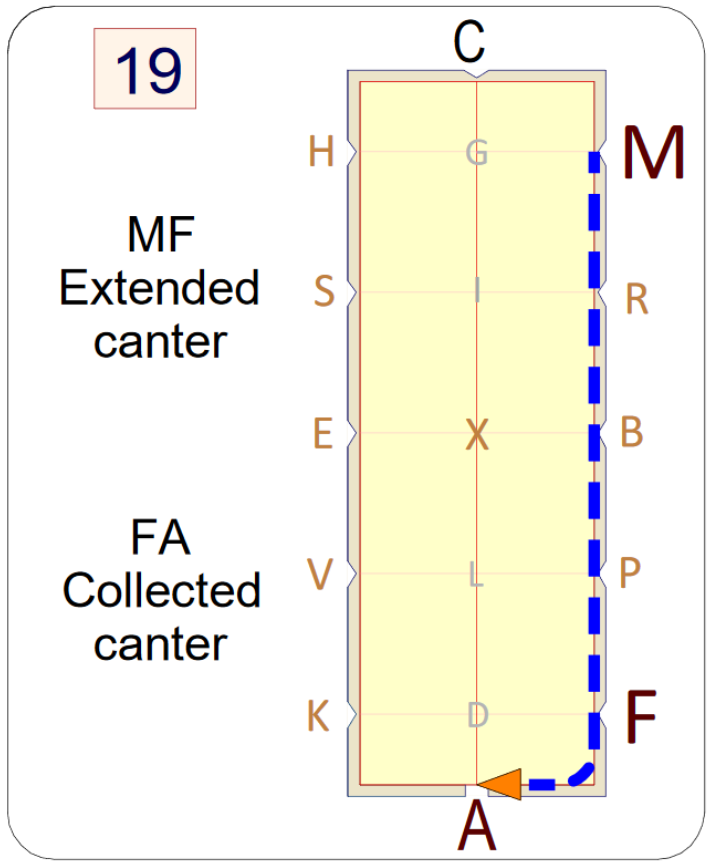 19
C
H G M
MF
Extended
canter
S I R
E X B
FA
Collected
canter
V L P
K D F
A